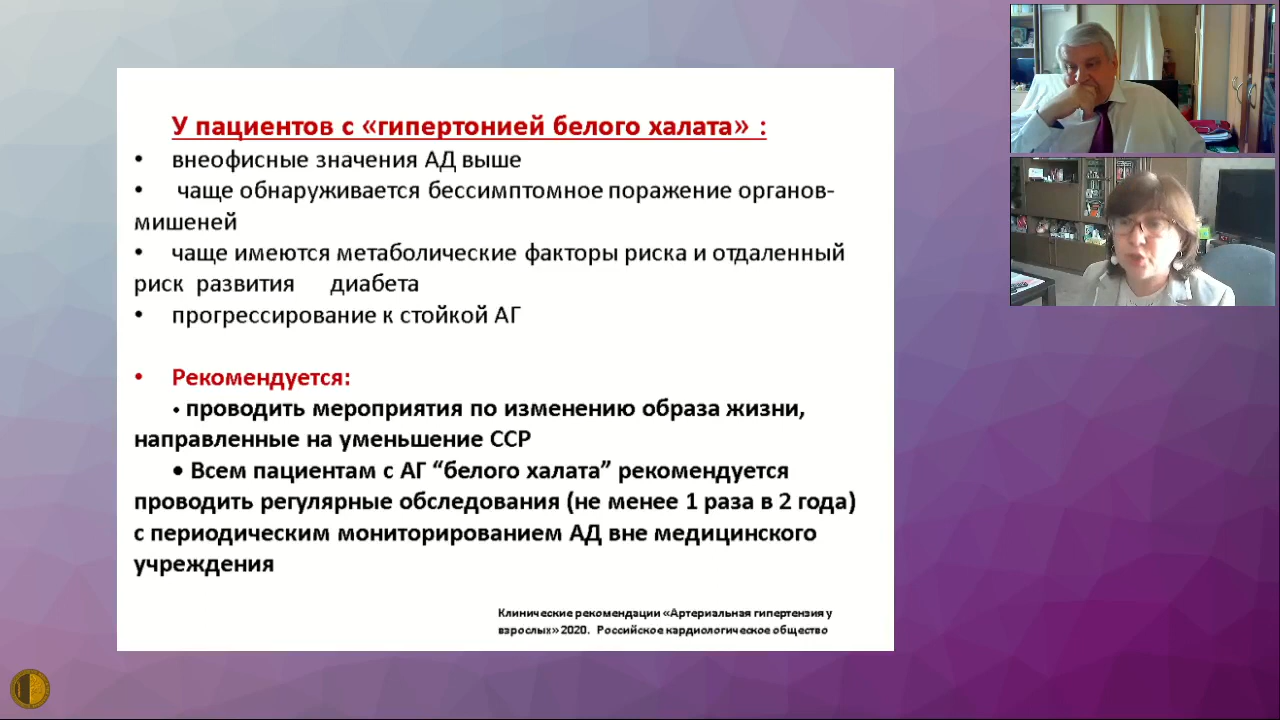 У пациентов с «гипертонией белого халата» :
• внеофисные значения АД выше
• чаще обнаруживается бессимптомное поражение органов-
мишеней
• чаще имеются метаболические факторы риска и отдаленный
риск развития диабета
• прогрессирование к стойкой АГ
• Рекомендуется:
• проводить мероприятия по изменению образа жизни,
направленные на уменьшение ССР
• Всем пациентам с АГ “белого халата” рекомендуется
проводить регулярные обследования (не менее 1 раза в 2 года)
с периодическим мониторированием АД вне медицинского
учреждения
Клинические рекомендации «Артериальная гипертензия у
взрослых» 2020. Российское кардиологическое общество